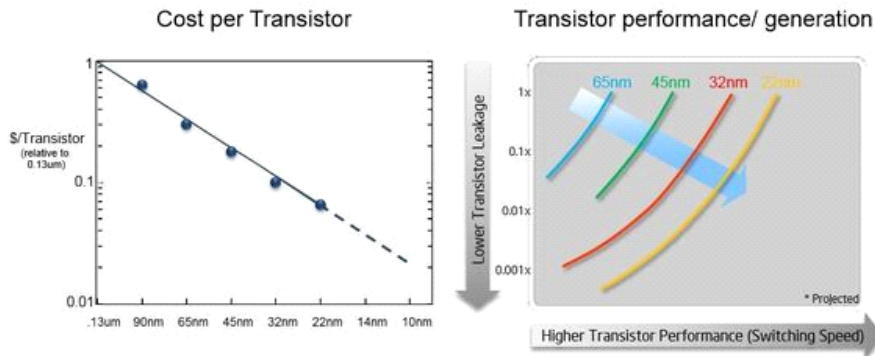 Cost per Transistor
1
$/Transistor
(relative to
0.13um)
0.1
0.01
.13um 90nm 65nm 45nm 32nm 22nm 14nm 10nm
Transistor performance/ generation
Lower Transistor Leakage
65nm 45nm 32nm 22nm
1x
0.1x
0.01x
0.001x
* Projected
Higher Transistor Performance (Switching Speed)